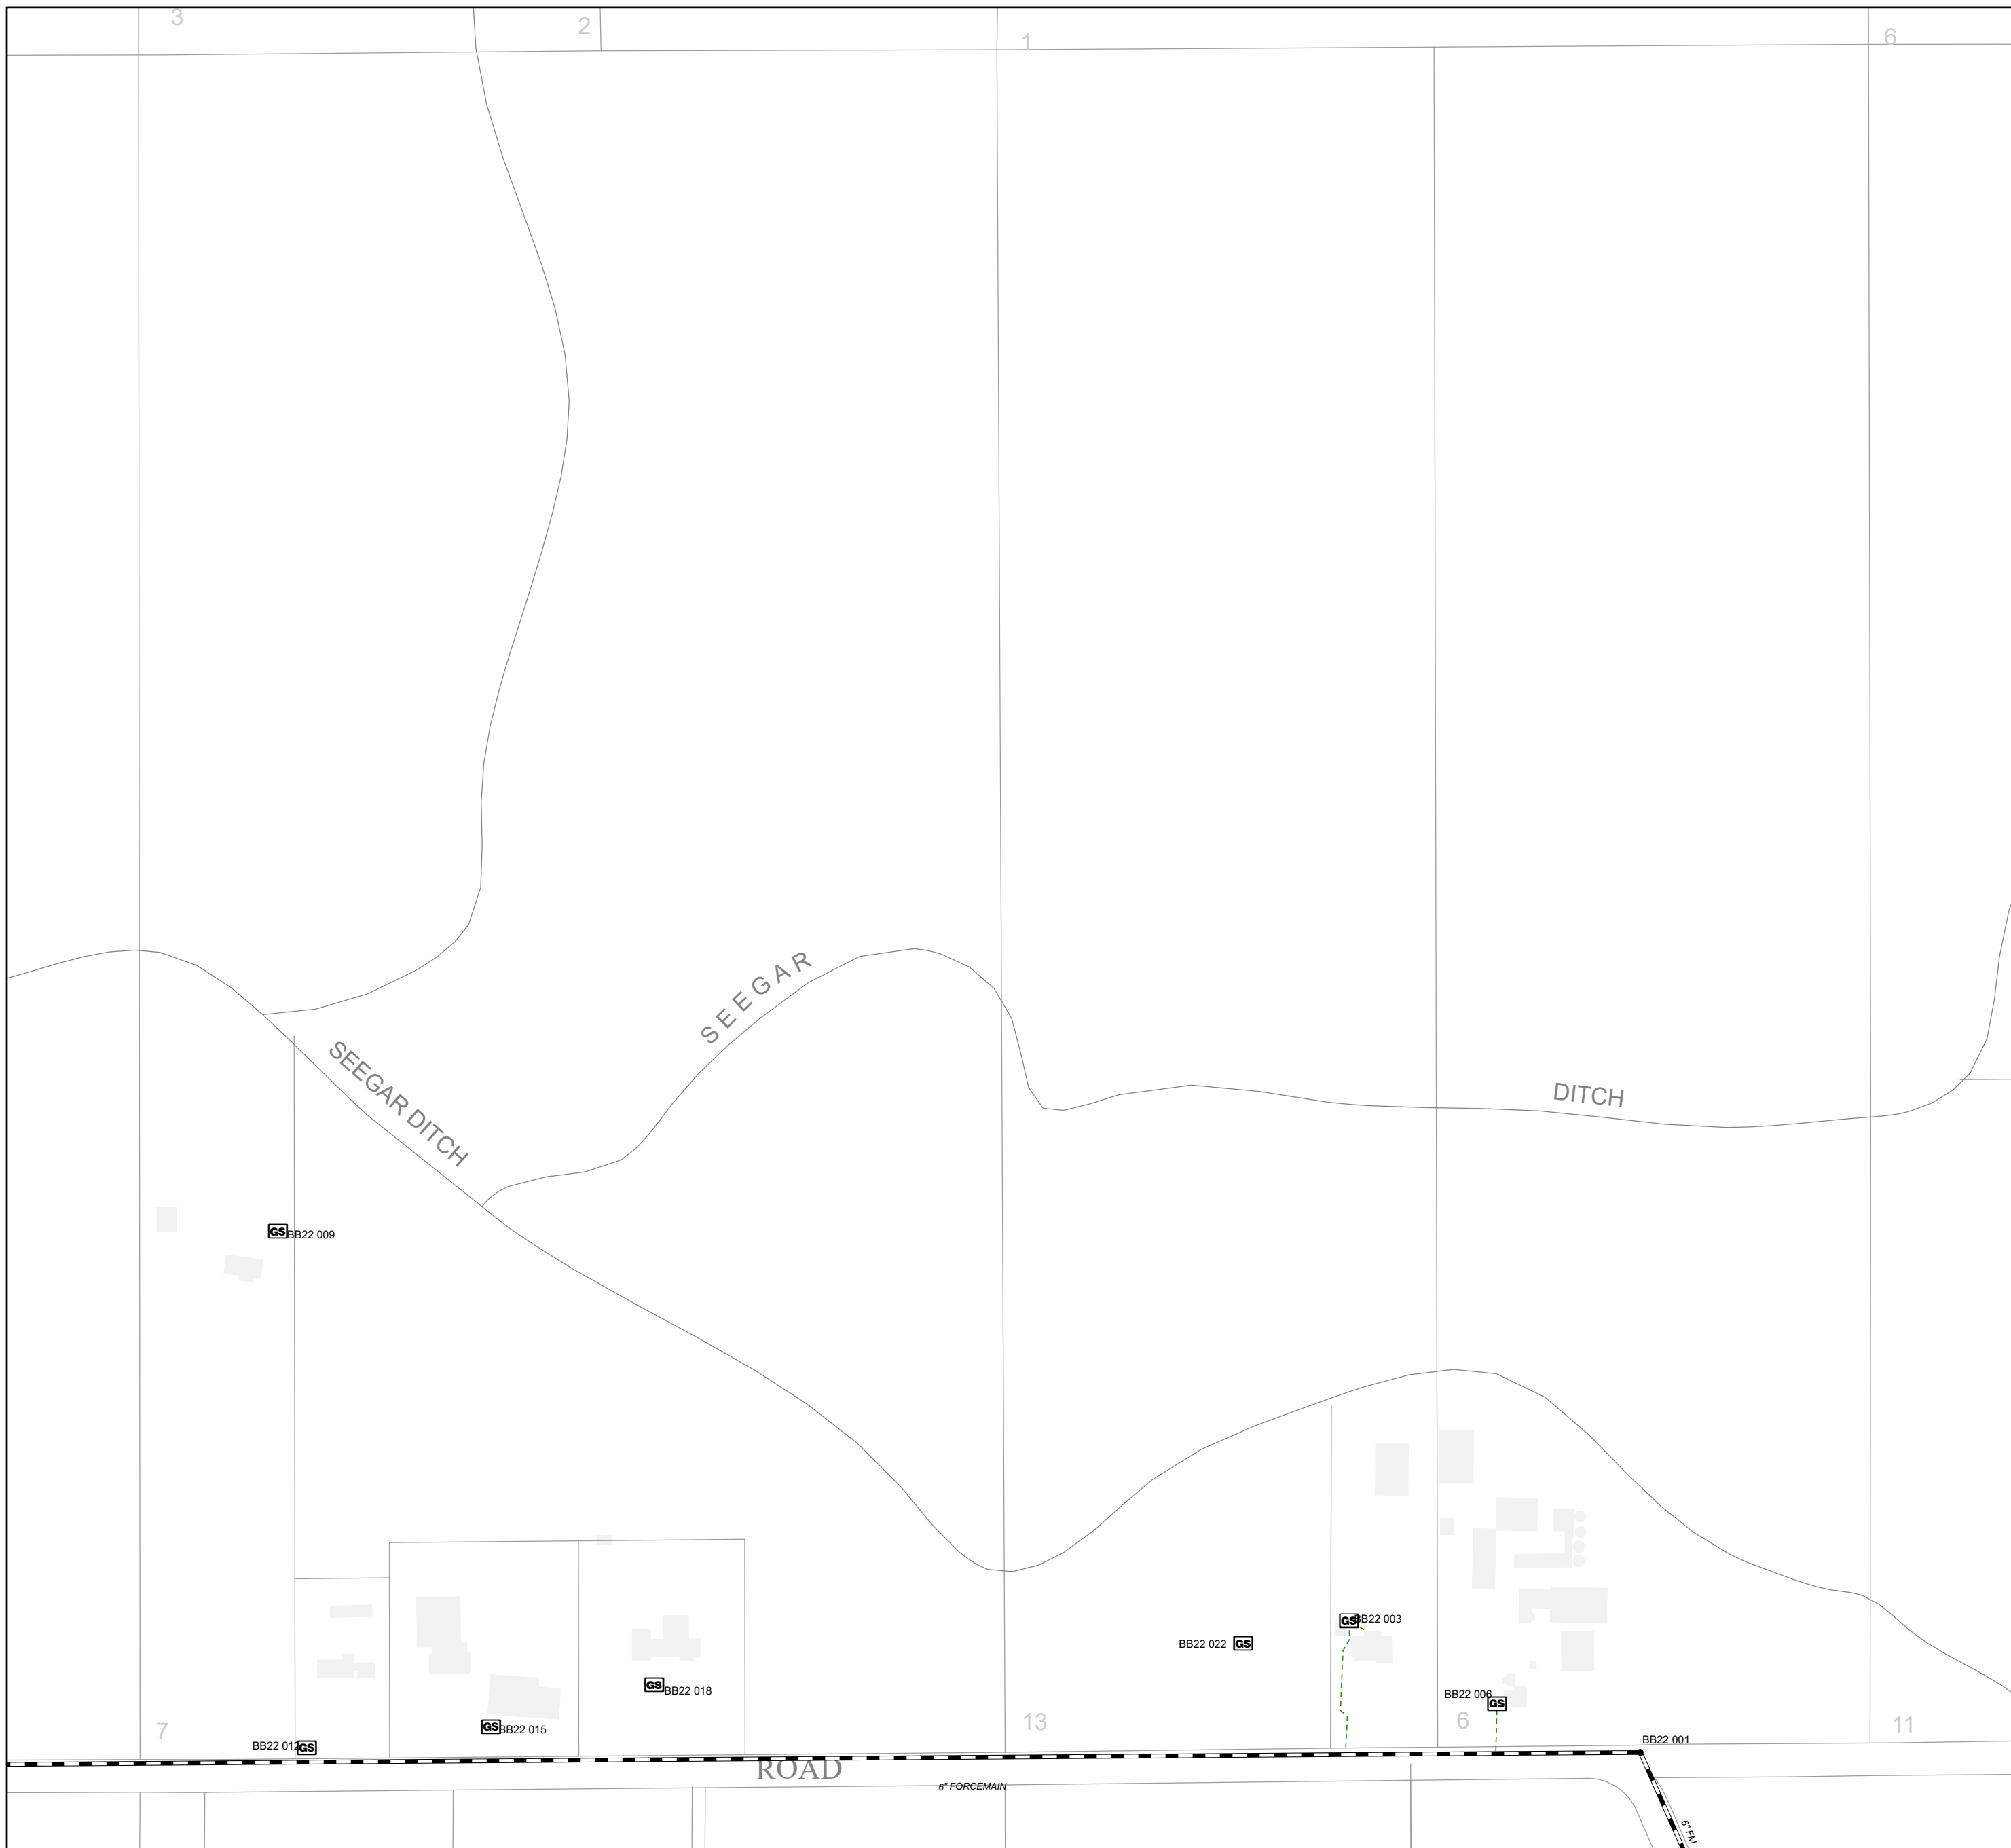 3
2
1
6
SEEGAR
SEEGAR DITCH
DITCH
GS BB22 009
GS BB22 003
BB22 022 GS
GS BB22 018
BB22 006 GS
7
13
6
11
GS BB22 015
BB22 012 GS
BB22 001
ROAD
6" FORCEMAIN
6" FM